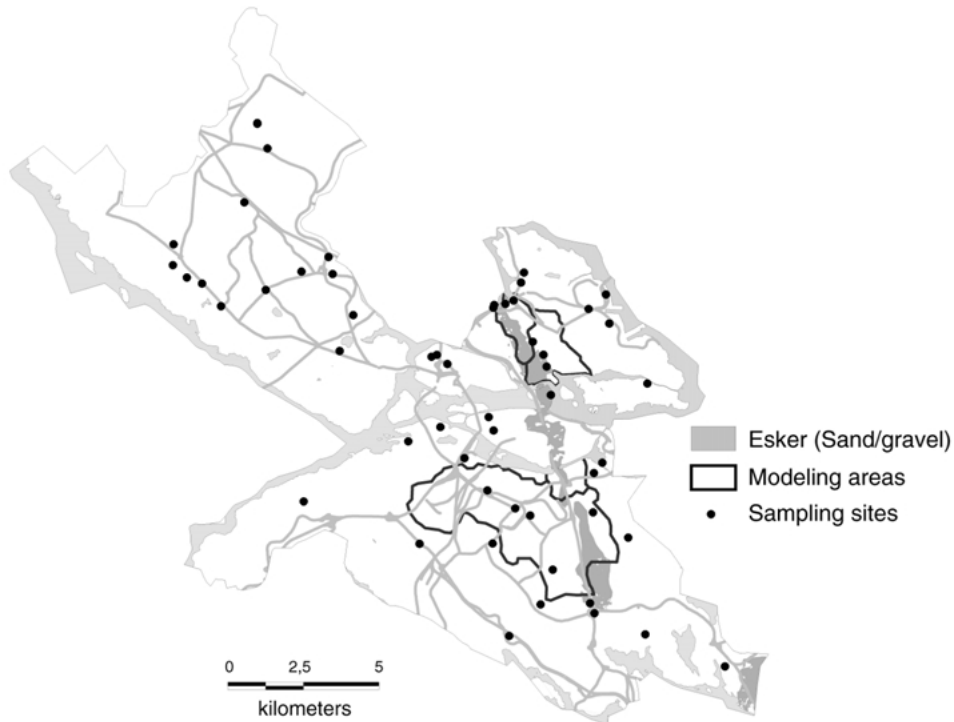 Esker (Sand/gravel)
Modeling areas
Sampling sites
0 2,5 5
kilometers